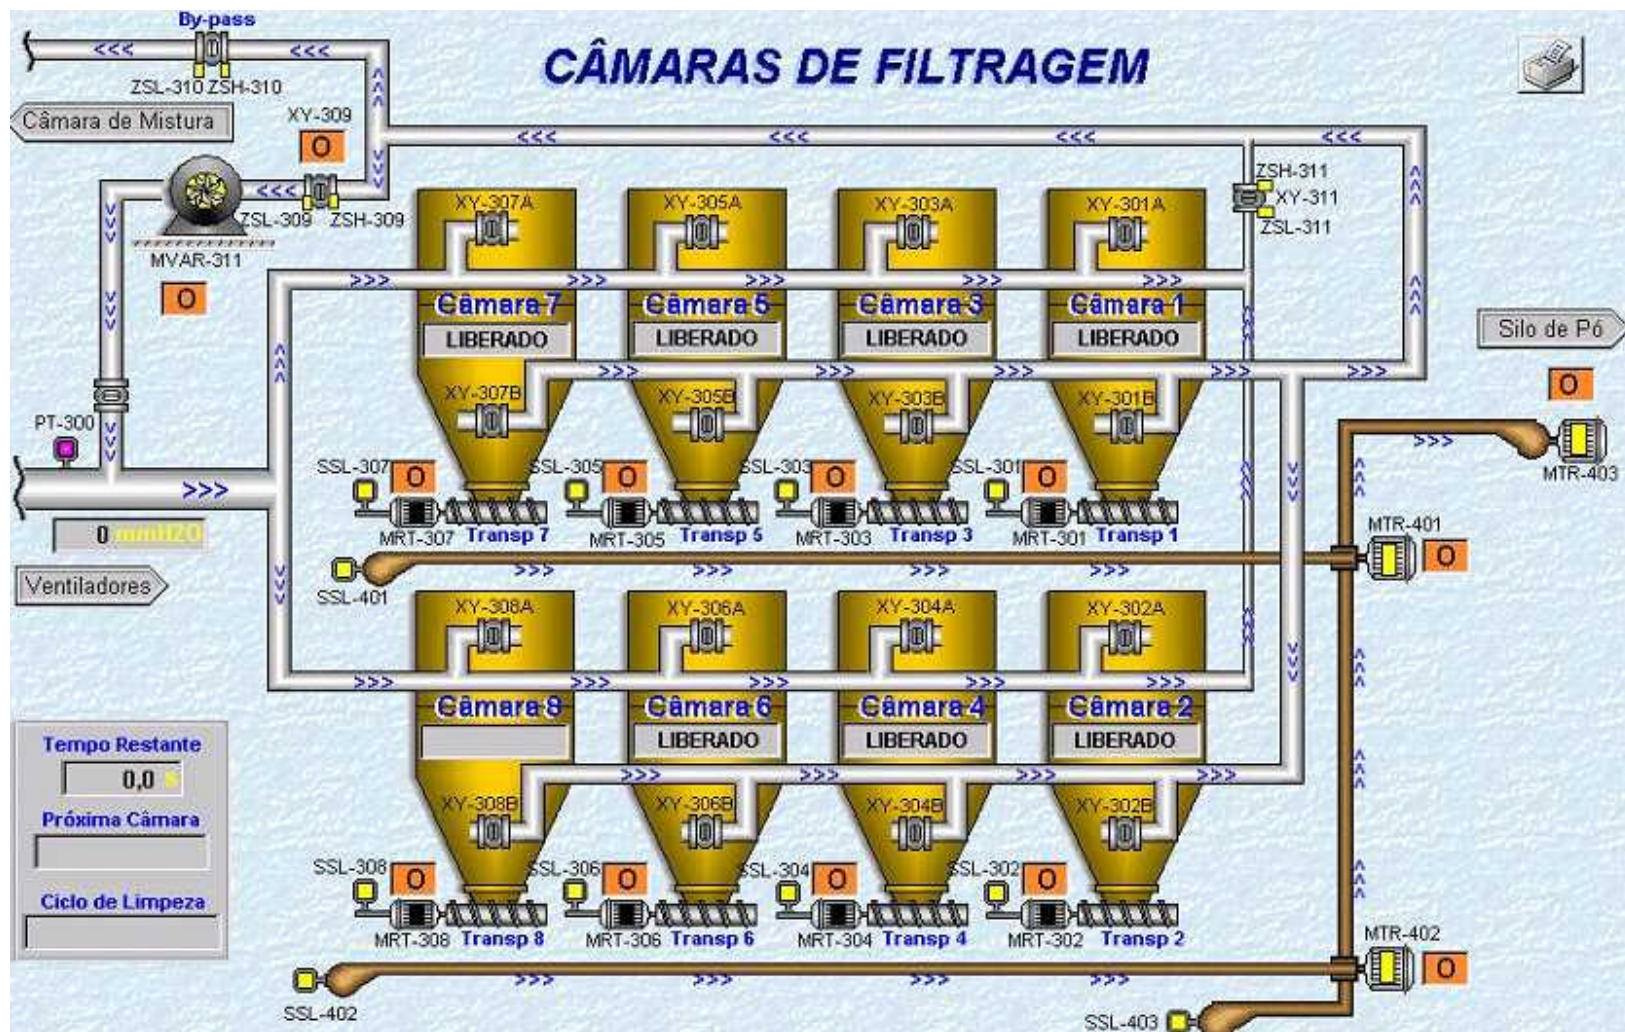 By-pass
CÂMARAS DE FILTRAGEM
ZSL-310 ZSH-310
Câmara de Mistura
XY-309
O
ZSL-309 ZSH-309
MVAR-311
O
ZSH-311
XY-311
ZSL-311
XY-307A XY-305A XY-303A XY-301A
Câmara 7 Câmara 5 Câmara 3 Câmara 1
LIBERADO LIBERADO LIBERADO LIBERADO
Silo de Pó
O
XY-307B XY-305B XY-303B XY-301B
PT-300
SSL-307 O SSL-305 O SSL-303 O SSL-301 O
MTR-403
MRT-307 Transp 7 MRT-305 Transp 5 MRT-303 Transp 3 MRT-301 Transp 1
0 mmH2O
MTR-401
O
Ventiladores
SSL-401
XY-308A XY-306A XY-304A XY-302A
Câmara 8 Câmara 6 Câmara 4 Câmara 2
LIBERADO LIBERADO LIBERADO
Tempo Restante
0,0 s
Próxima Câmara
Ciclo de Limpeza
XY-308B XY-306B XY-304B XY-302B
SSL-308 O SSL-306 O SSL-304 O SSL-302 O
MRT-308 Transp 8 MRT-306 Transp 6 MRT-304 Transp 4 MRT-302 Transp 2
MTR-402
O
SSL-402
SSL-403